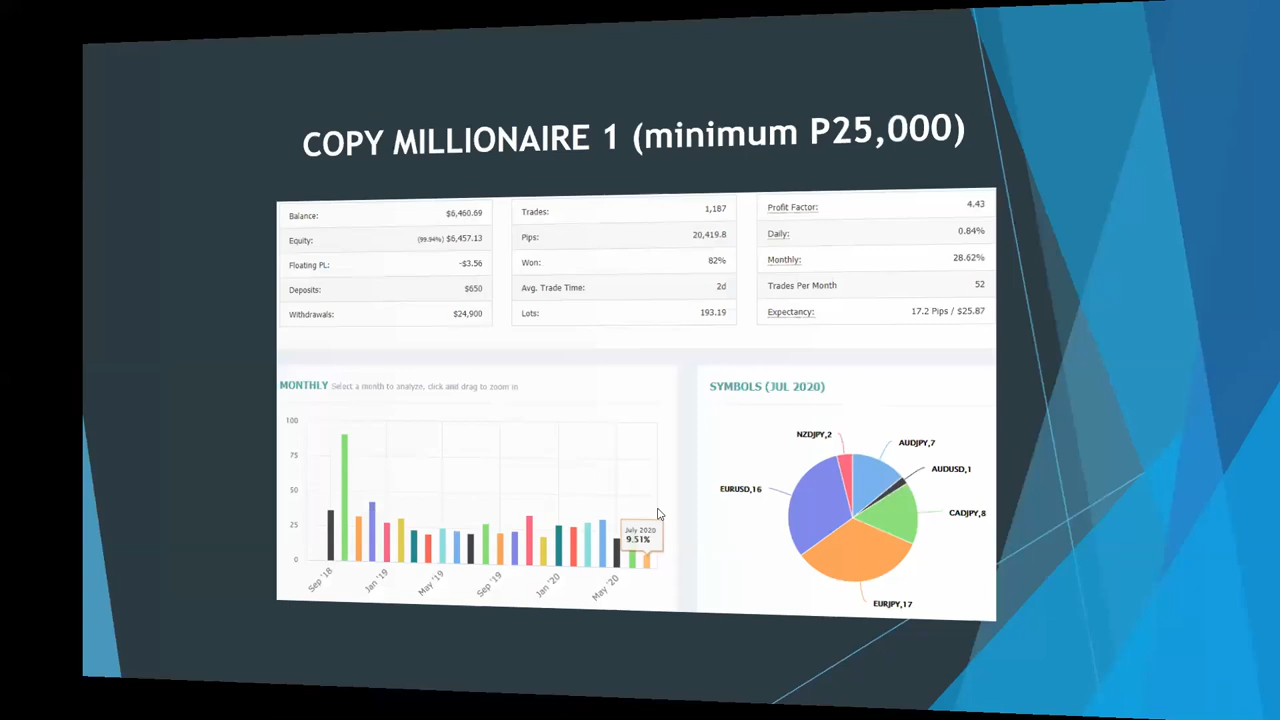 COPY MILLIONAIRE 1 (minimum P25,000)
Balance: $6,460.69
Equity: (99.94%) $6,457.13
Floating PL: -$3.56
Deposits: $650
Withdrawals: $24,900
Trades: 1,187
Pips: 20,419.8
Won: 82%
Avg. Trade Time: 2d
Lots: 193.19
Profit Factor: 4.43
Daily: 0.84%
Monthly: 28.62%
Trades Per Month 52
Expectancy: 17.2 Pips / $25.87
MONTHLY Select a month to analyze, click and drag to zoom in
100
75
50
25
0
July 2020
9.51%
Sep '18
Jan '19
May '19
Sep '19
Jan '20
May '20
SYMBOLS (JUL 2020)
NZDJPY,2
AUDJPY,7
AUDUSD,1
EURUSD,16
CADJPY,8
EURJPY,17